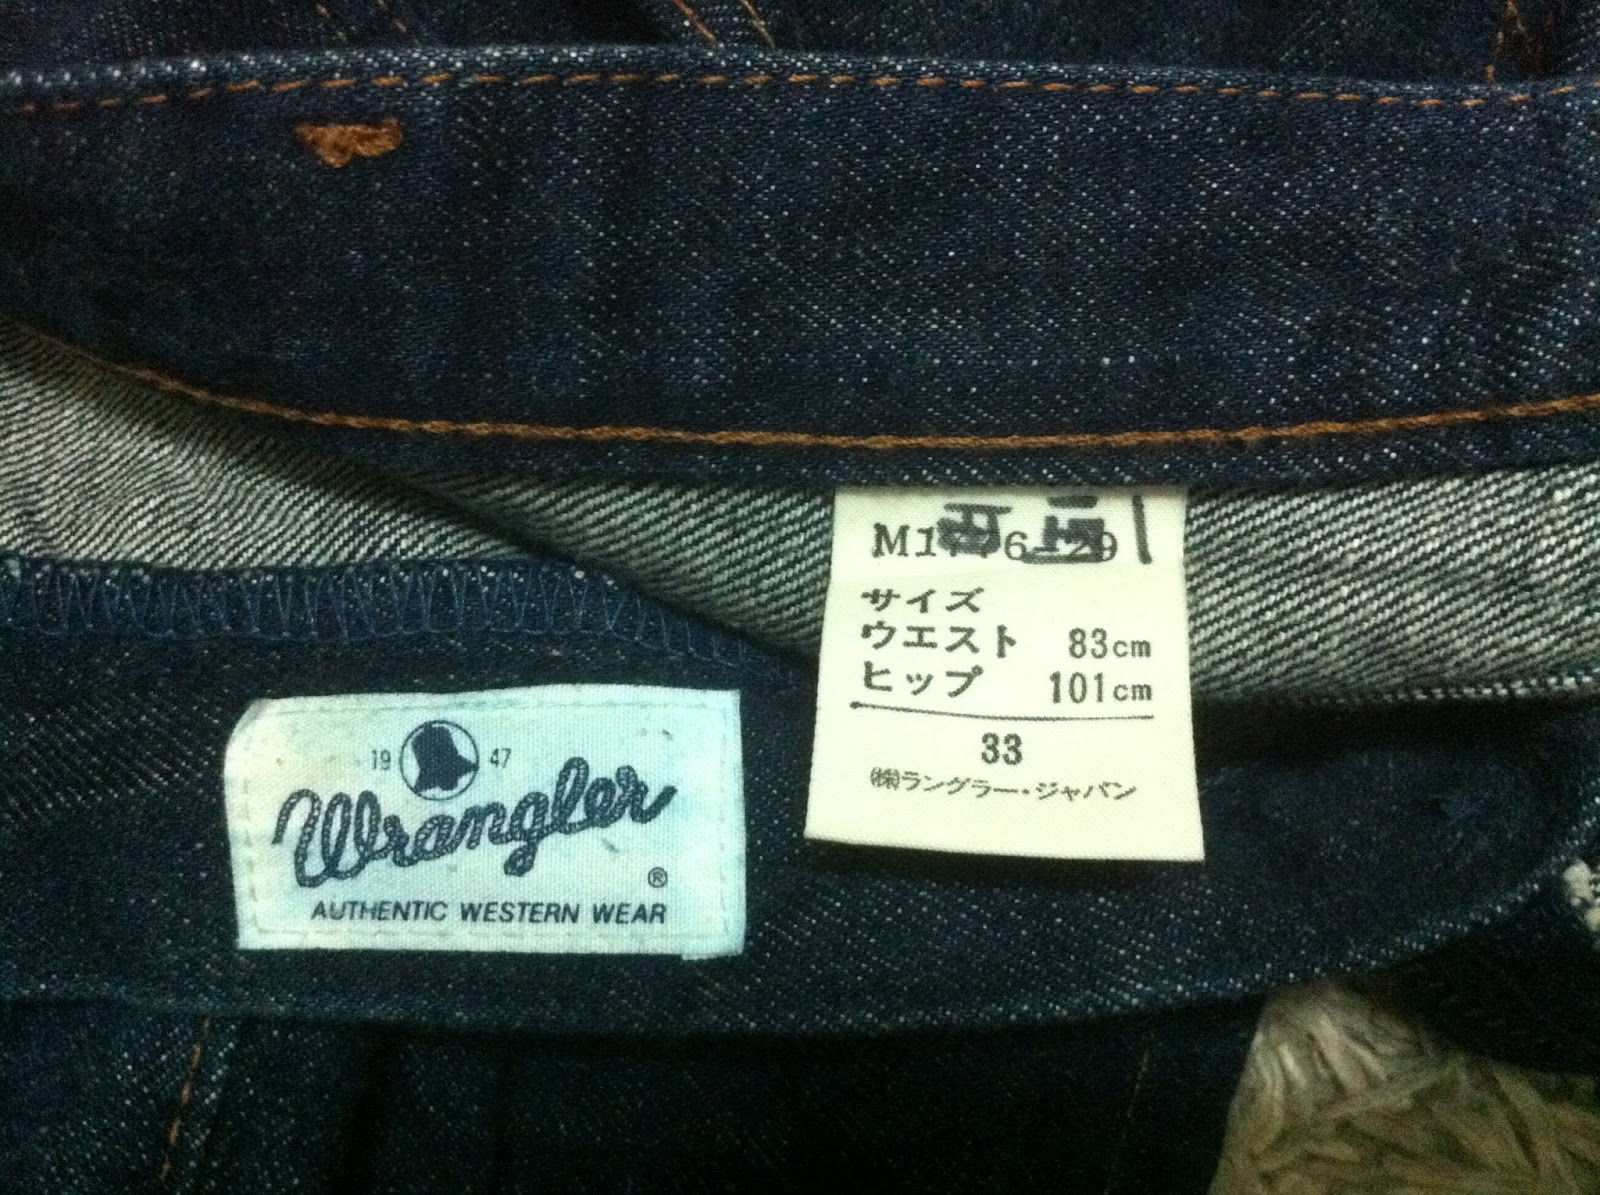 19 47
Wrangler
®
AUTHENTIC WESTERN WEAR
サイズ
ウエスト 83cm
ヒップ 101cm
33
㈱ラングラー・ジャパン